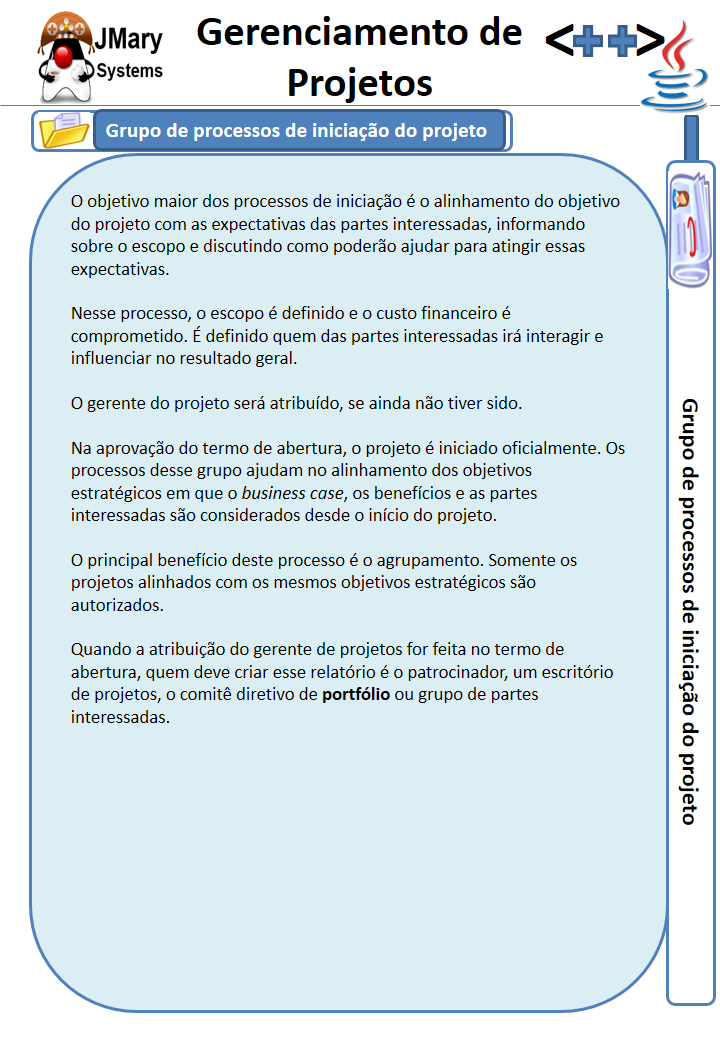 JMary
Systems
Gerenciamento de
Projetos
<++>
Grupo de processos de iniciação do projeto
O objetivo maior dos processos de iniciação é o alinhamento do objetivo
do projeto com as expectativas das partes interessadas, informando
sobre o escopo e discutindo como poderão ajudar para atingir essas
expectativas.
Nesse processo, o escopo é definido e o custo financeiro é
comprometido. É definido quem das partes interessadas irá interagir e
influenciar no resultado geral.
O gerente do projeto será atribuído, se ainda não tiver sido.
Na aprovação do termo de abertura, o projeto é iniciado oficialmente. Os
processos desse grupo ajudam no alinhamento dos objetivos
estratégicos em que o business case, os benefícios e as partes
interessadas são considerados desde o início do projeto.
O principal benefício deste processo é o agrupamento. Somente os
projetos alinhados com os mesmos objetivos estratégicos são
autorizados.
Quando a atribuição do gerente de projetos for feita no termo de
abertura, quem deve criar esse relatório é o patrocinador, um escritório
de projetos, o comitê diretivo de portfólio ou grupo de partes
interessadas.
Grupo de processos de iniciação do projeto